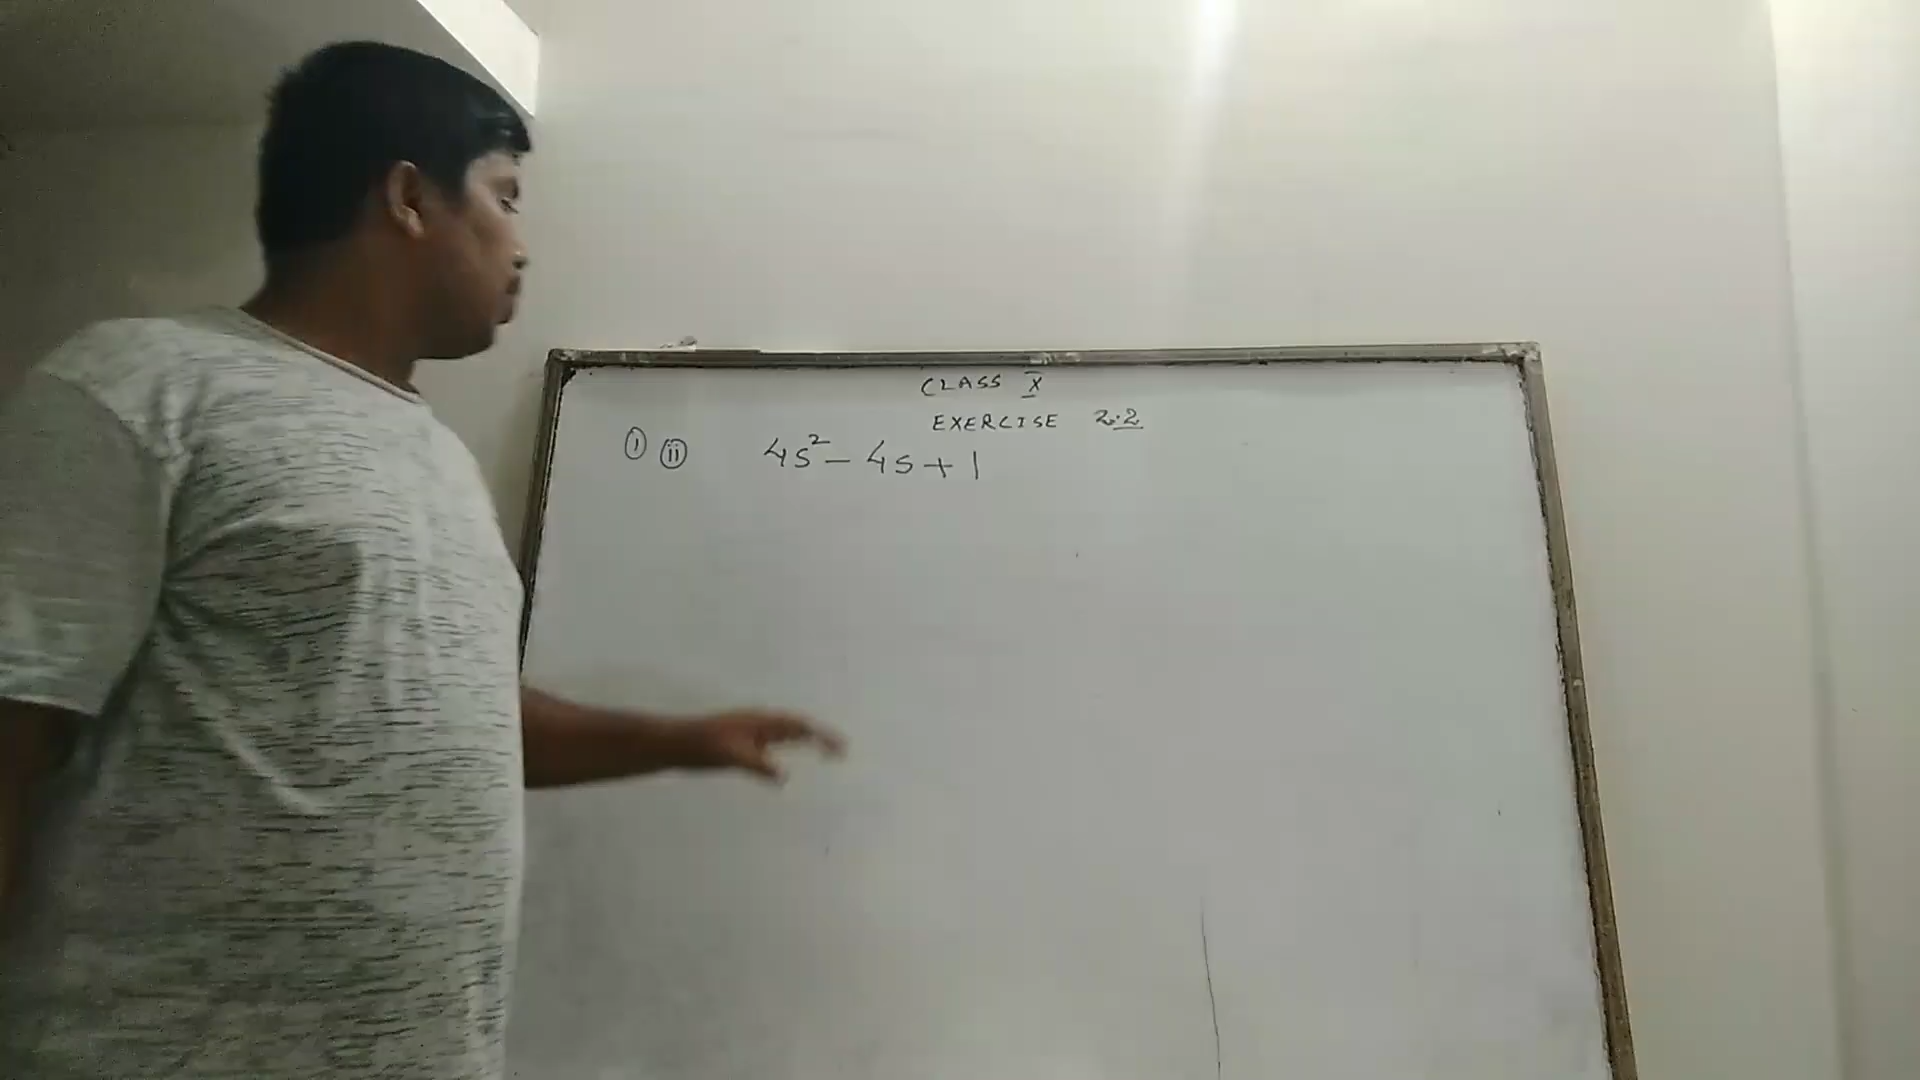 CLASS X
EXERCISE 2.2
① ⓘⓘ 4s² - 4s + 1